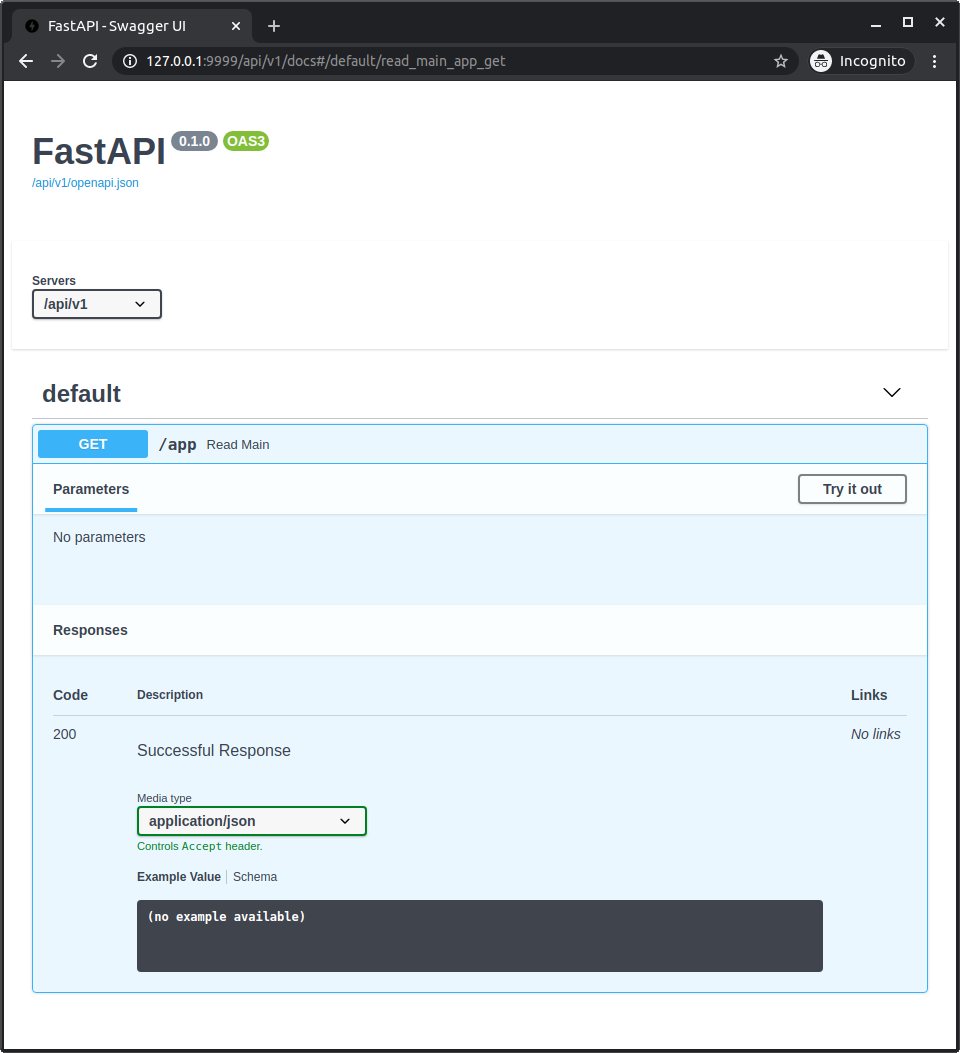 FastAPI - Swagger UI
127.0.0.1:9999/api/v1/docs#/default/read_main_app_get
Incognito
FastAPI 0.1.0 OAS3
/api/v1/openapi.json
Servers
/api/v1
default
GET /app Read Main
Parameters Try it out
No parameters
Responses
Code Description Links
200 No links
Successful Response
Media type
application/json
Controls Accept header.
Example Value Schema
(no example available)